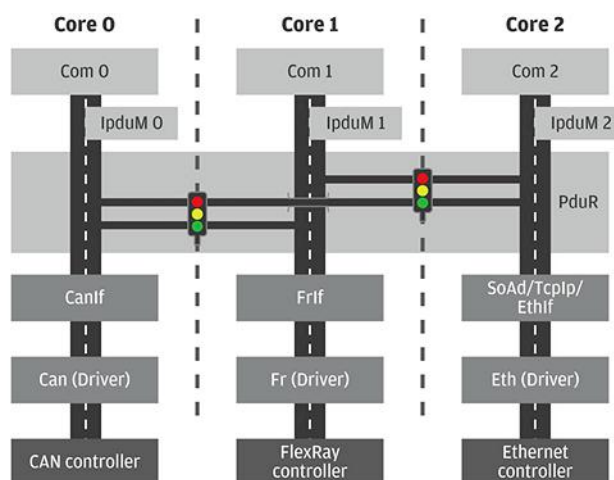 Core 0
Core 1
Core 2
Com 0
Com 1
Com 2
IpduM 0
IpduM 1
IpduM 2
PduR
CanIf
FrIf
SoAd/TcpIp/
EthIf
Can (Driver)
Fr (Driver)
Eth (Driver)
CAN controller
FlexRay
controller
Ethernet
controller